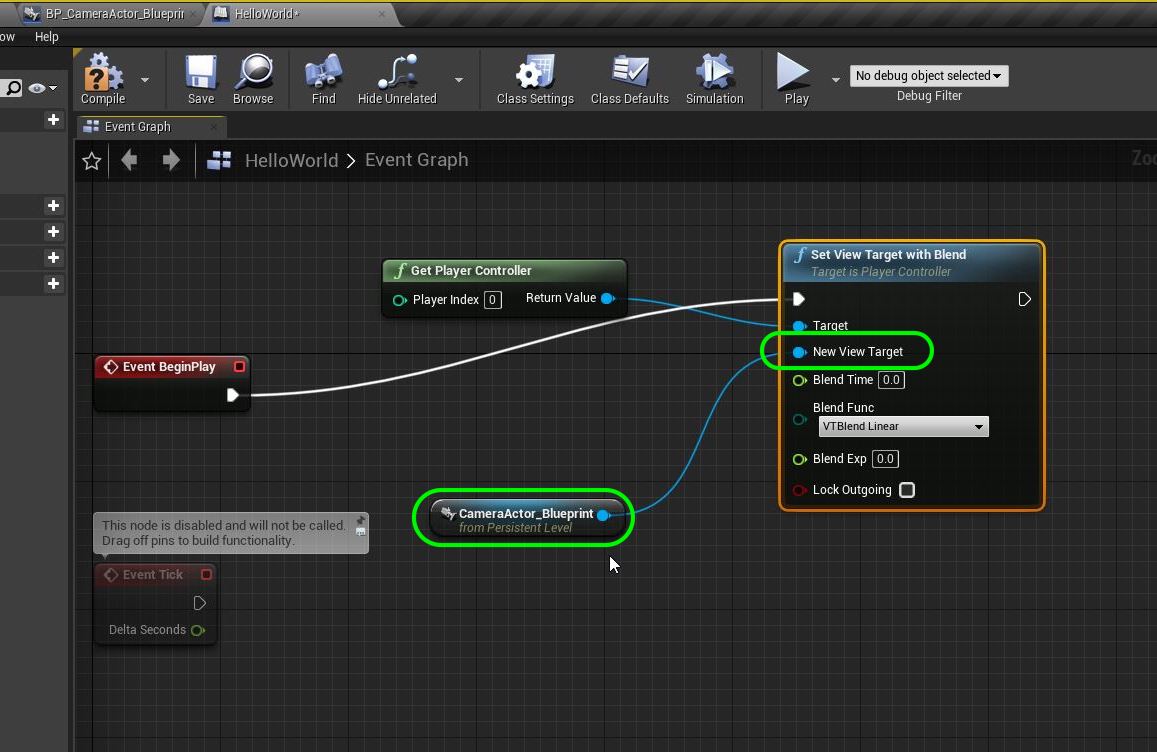 BP_CameraActor_Blueprin
HelloWorld*
ow Help
Compile
Save
Browse
Find
Hide Unrelated
Class Settings
Class Defaults
Simulation
Play
No debug object selected
Debug Filter
Event Graph
HelloWorld > Event Graph
Zoo
Get Player Controller
Player Index 0
Return Value
Set View Target with Blend
Target is Player Controller
Target
New View Target
Blend Time 0.0
Blend Func
VTBlend Linear
Blend Exp 0.0
Lock Outgoing
Event BeginPlay
CameraActor_Blueprint
from Persistent Level
This node is disabled and will not be called.
Drag off pins to build functionality.
Event Tick
Delta Seconds